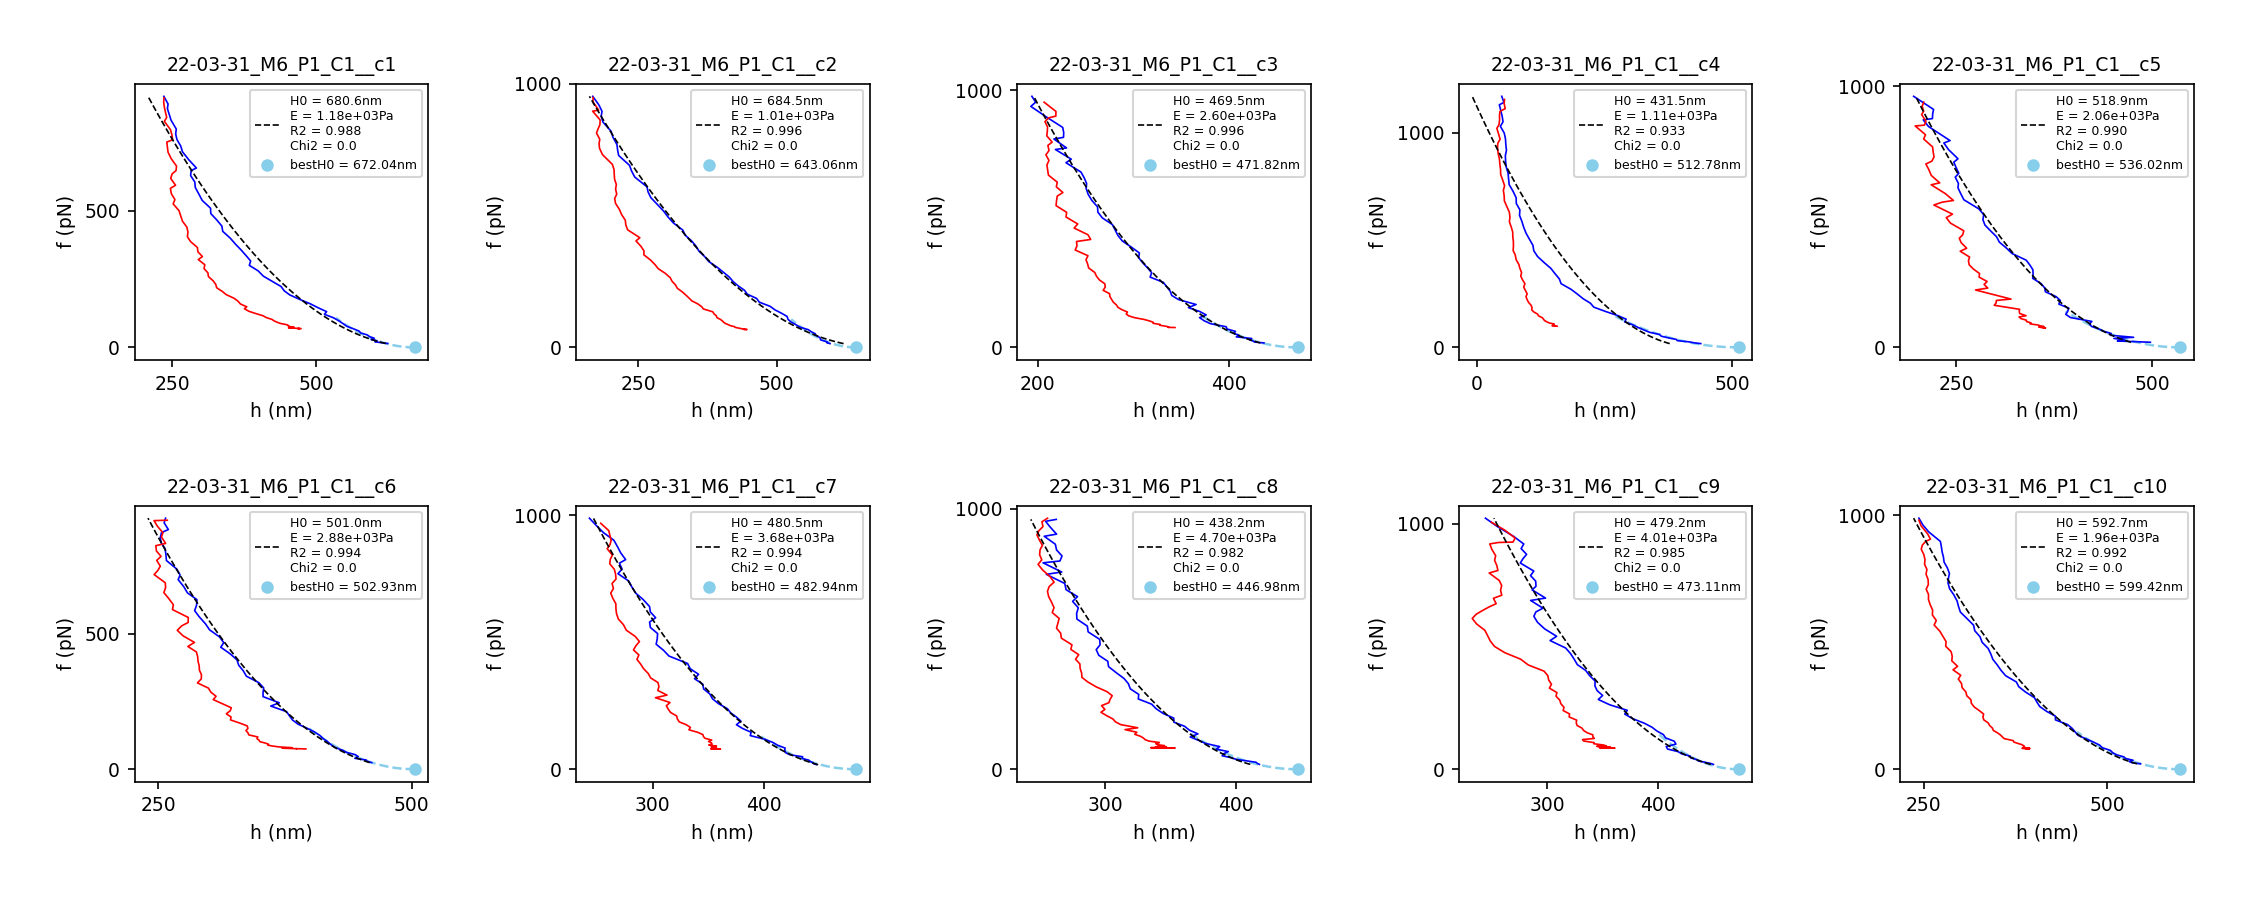 22-03-31_M6_P1_C1__c1
H0 = 680.6nm
E = 1.18e+03Pa
R2 = 0.988
Chi2 = 0.0
bestH0 = 672.04nm
f (pN)
500
0
250 500
h (nm)
22-03-31_M6_P1_C1__c2
H0 = 684.5nm
E = 1.01e+03Pa
R2 = 0.996
Chi2 = 0.0
bestH0 = 643.06nm
f (pN)
1000
0
250 500
h (nm)
22-03-31_M6_P1_C1__c3
H0 = 469.5nm
E = 2.60e+03Pa
R2 = 0.996
Chi2 = 0.0
bestH0 = 471.82nm
f (pN)
1000
0
200 400
h (nm)
22-03-31_M6_P1_C1__c4
H0 = 431.5nm
E = 1.11e+03Pa
R2 = 0.933
Chi2 = 0.0
bestH0 = 512.78nm
f (pN)
1000
0
0 500
h (nm)
22-03-31_M6_P1_C1__c5
H0 = 518.9nm
E = 2.06e+03Pa
R2 = 0.990
Chi2 = 0.0
bestH0 = 536.02nm
f (pN)
1000
0
250 500
h (nm)
22-03-31_M6_P1_C1__c6
H0 = 501.0nm
E = 2.88e+03Pa
R2 = 0.994
Chi2 = 0.0
bestH0 = 502.93nm
f (pN)
500
0
250 500
h (nm)
22-03-31_M6_P1_C1__c7
H0 = 480.5nm
E = 3.68e+03Pa
R2 = 0.994
Chi2 = 0.0
bestH0 = 482.94nm
f (pN)
1000
0
300 400
h (nm)
22-03-31_M6_P1_C1__c8
H0 = 438.2nm
E = 4.70e+03Pa
R2 = 0.982
Chi2 = 0.0
bestH0 = 446.98nm
f (pN)
1000
0
300 400
h (nm)
22-03-31_M6_P1_C1__c9
H0 = 479.2nm
E = 4.01e+03Pa
R2 = 0.985
Chi2 = 0.0
bestH0 = 473.11nm
f (pN)
1000
0
300 400
h (nm)
22-03-31_M6_P1_C1__c10
H0 = 592.7nm
E = 1.96e+03Pa
R2 = 0.992
Chi2 = 0.0
bestH0 = 599.42nm
f (pN)
1000
0
250 500
h (nm)